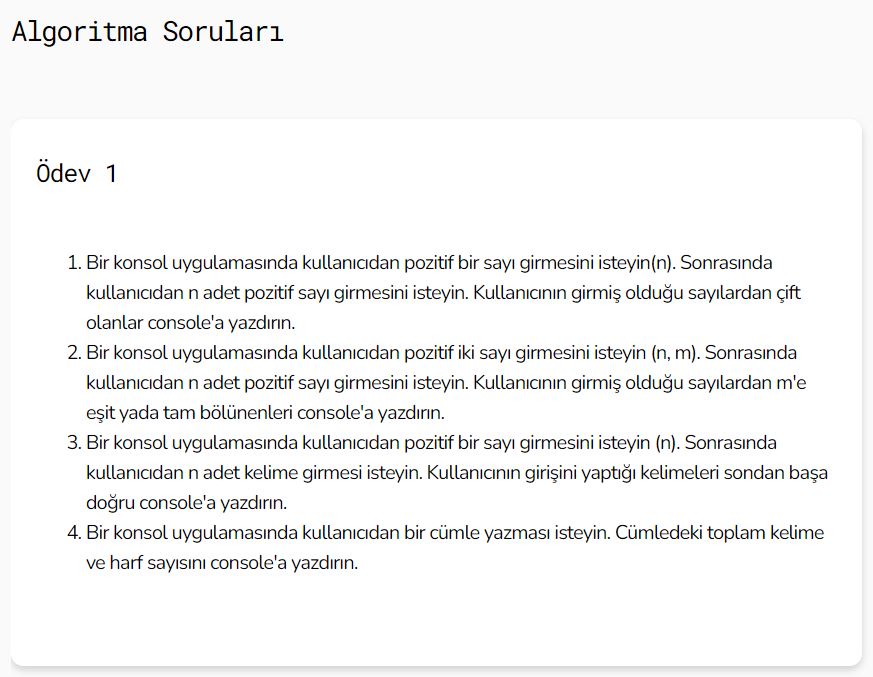 Algoritma Soruları
Ödev 1
1. Bir konsol uygulamasında kullanıcıdan pozitif bir sayı girmesini isteyin(n). Sonrasında
kullanıcıdan n adet pozitif sayı girmesini isteyin. Kullanıcının girmiş olduğu sayılardan çift
olanlar console'a yazdırın.
2. Bir konsol uygulamasında kullanıcıdan pozitif iki sayı girmesini isteyin (n, m). Sonrasında
kullanıcıdan n adet pozitif sayı girmesini isteyin. Kullanıcının girmiş olduğu sayılardan m'e
eşit yada tam bölünenleri console'a yazdırın.
3. Bir konsol uygulamasında kullanıcıdan pozitif bir sayı girmesini isteyin (n). Sonrasında
kullanıcıdan n adet kelime girmesi isteyin. Kullanıcının girişini yaptığı kelimeleri sondan başa
doğru console'a yazdırın.
4. Bir konsol uygulamasında kullanıcıdan bir cümle yazması isteyin. Cümledeki toplam kelime
ve harf sayısını console'a yazdırın.